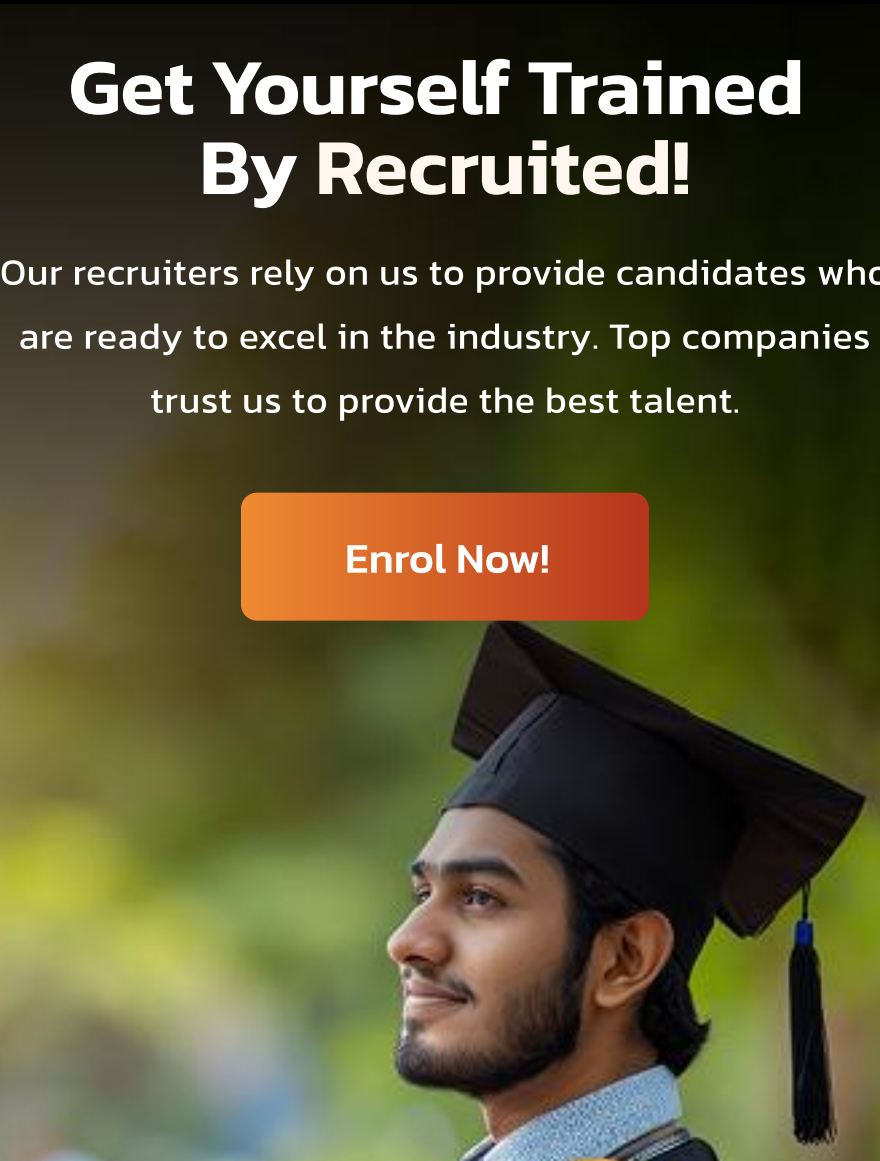 Get Yourself Trained
By Recruited!
Our recruiters rely on us to provide candidates who
are ready to excel in the industry. Top companies
trust us to provide the best talent.
Enrol Now!